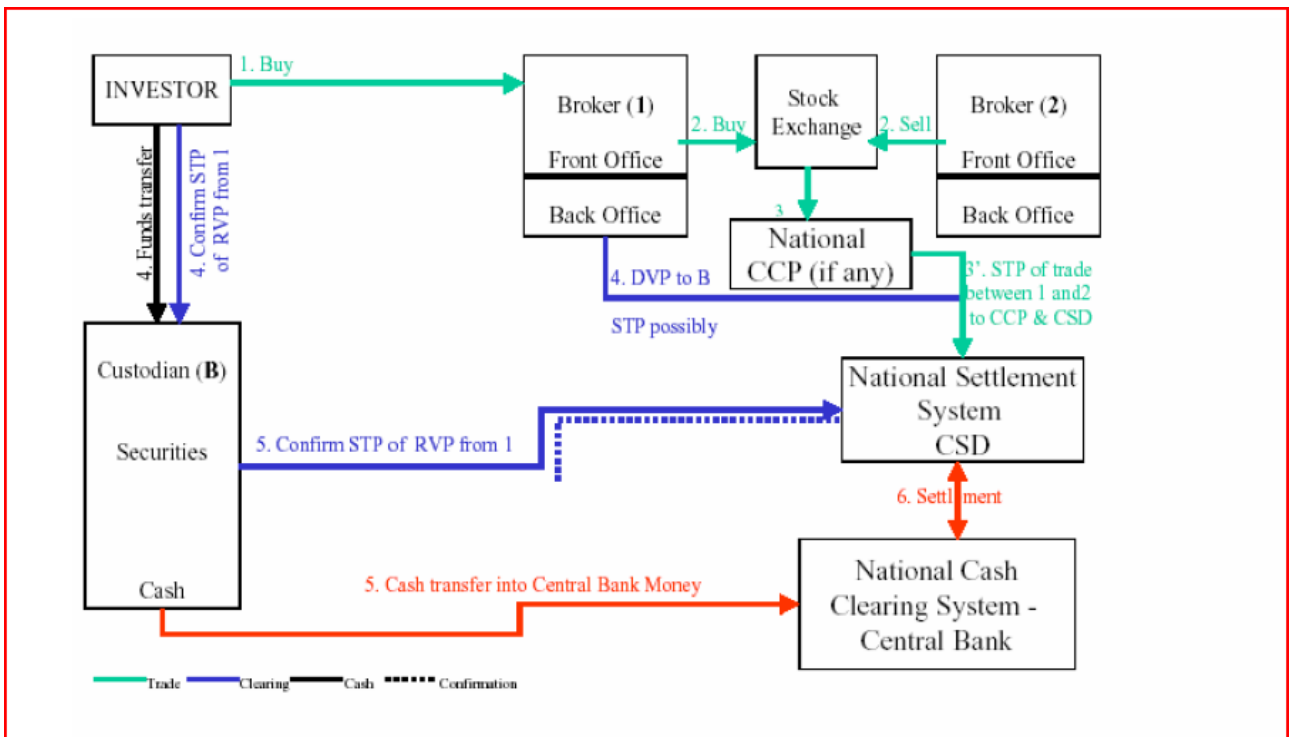 INVESTOR
1. Buy
Broker (1)
Front Office
Back Office
2. Buy
Stock
Exchange
2. Sell
Broker (2)
Front Office
Back Office
3
National
CCP (if any)
3'. STP of trade
between 1 and2
to CCP & CSD
4. Funds transfer
4. Confirm STP
of RVP from 1
4. DVP to B
STP possibly
Custodian (B)
Securities
Cash
5. Confirm STP of RVP from 1
National Settlement
System
CSD
6. Settlement
5. Cash transfer into Central Bank Money
National Cash
Clearing System -
Central Bank
Trade
Clearing
Cash
Confirmation